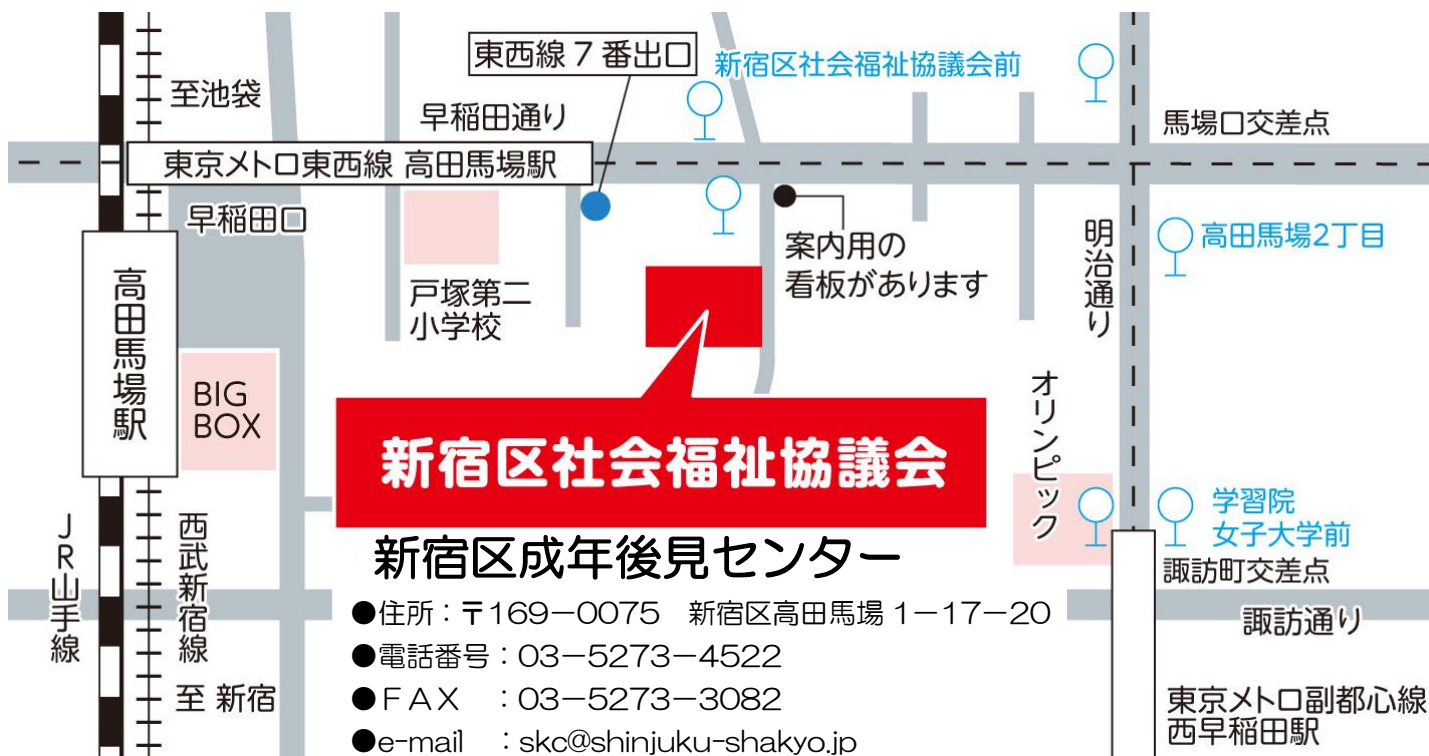 東西線 7 番出口
新宿区社会福祉協議会前
至池袋
早稲田通り
馬場口交差点
東京メトロ東西線 高田馬場駅
早稲田口
案内用の
看板があります
明治通り
高田馬場2丁目
戸塚第二
小学校
高田馬場駅
BIG
BOX
オリンピック
新宿区社会福祉協議会
学習院
女子大学前
新宿区成年後見センター
諏訪町交差点
JR山手線
西武新宿線
●住所:〒169-0075 新宿区高田馬場 1-17-20
諏訪通り
●電話番号:03-5273-4522
至 新宿
●FAX :03-5273-3082
東京メトロ副都心線
西早稲田駅
●e-mail :skc@shinjuku-shakyo.jp